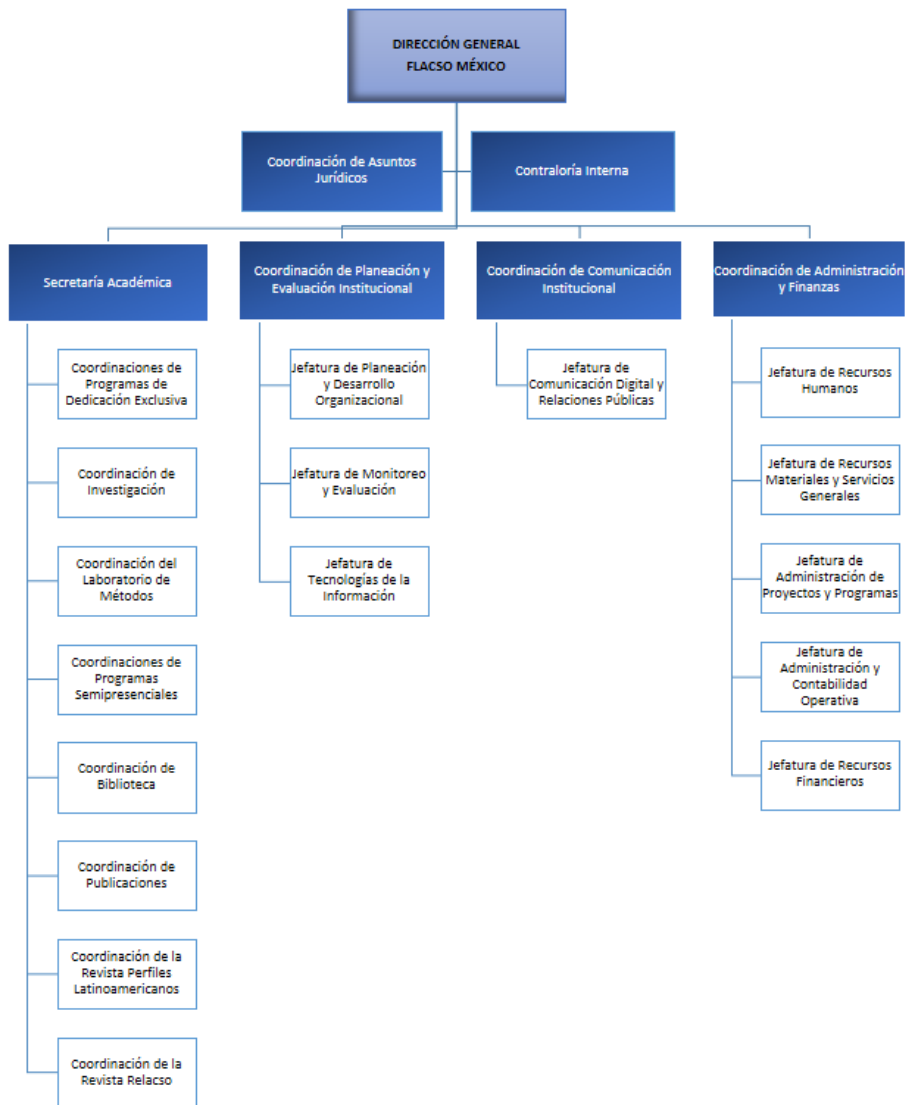 DIRECCIÓN GENERAL
FLACSO MÉXICO
Coordinación de Asuntos
Jurídicos
Contraloría Interna
Secretaría Académica
Coordinación de Planeación y
Evaluación Institucional
Coordinación de Comunicación
Institucional
Coordinación de Administración
y Finanzas
Coordinaciones de
Programas de
Dedicación Exclusiva
Coordinación de
Investigación
Coordinación del
Laboratorio de
Métodos
Coordinaciones de
Programas
Semipresenciales
Coordinación de
Biblioteca
Coordinación de
Publicaciones
Coordinación de la
Revista Perfiles
Latinoamericanos
Coordinación de la
Revista Relacso
Jefatura de Planeación
y Desarrollo
Organizacional
Jefatura de Monitoreo
y Evaluación
Jefatura de
Tecnologías de la
Información
Jefatura de
Comunicación Digital y
Relaciones Públicas
Jefatura de Recursos
Humanos
Jefatura de Recursos
Materiales y Servicios
Generales
Jefatura de
Administración de
Proyectos y Programas
Jefatura de
Administración y
Contabilidad
Operativa
Jefatura de Recursos
Financieros